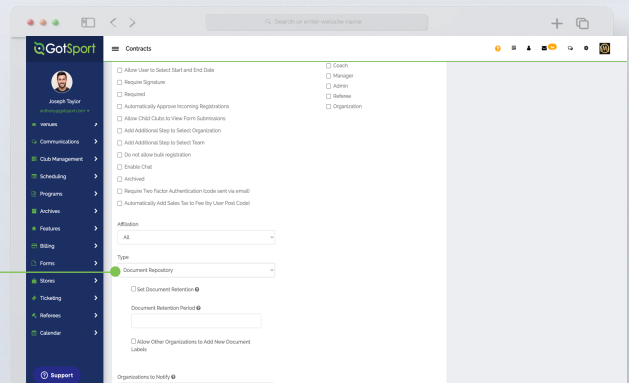 Search or enter website name
GotSport
Contracts
Joseph Taylor
Venues
Communications
Club Management
Scheduling
Programs
Archives
Features
Billing
Forms
Stores
Ticketing
Referees
Calendar
Support
Allow User to Select Start and End Date
Require Signature
Required
Automatically Approve Incoming Registrations
Allow Child Clubs to View Form Submissions
Add Additional Step to Select Organization
Add Additional Step to Select Team
Do not allow bulk registration
Enable Chat
Archived
Require Two Factor Authentication (code sent via email)
Automatically Add Sales Tax to Fee (by User Post Code)
Coach
Manager
Admin
Referee
Organization
Affiliation
All
Type
Document Repository
Set Document Retention
Document Retention Period
Allow Other Organizations to Add New Document
Labels
Organizations to Notify